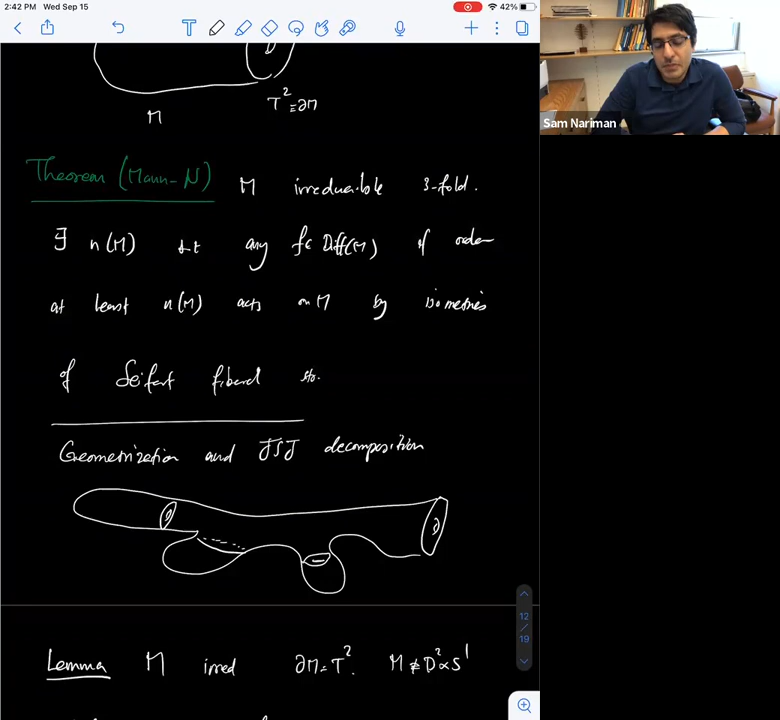 2:42 PM Wed Sep 15
42%
M
T² = ∂M
Sam Nariman
Theorem (Mann-N) M irreducible 3-fold.
∃ n(M) s.t any f∈ Diff(M) of order
at least n(M) acts on M by isometries
of Seifert fibered str.
Geometrization and JSJ decomposition
12
/
19
Lemma M irred ∂M = T². M ≠ D² × S¹